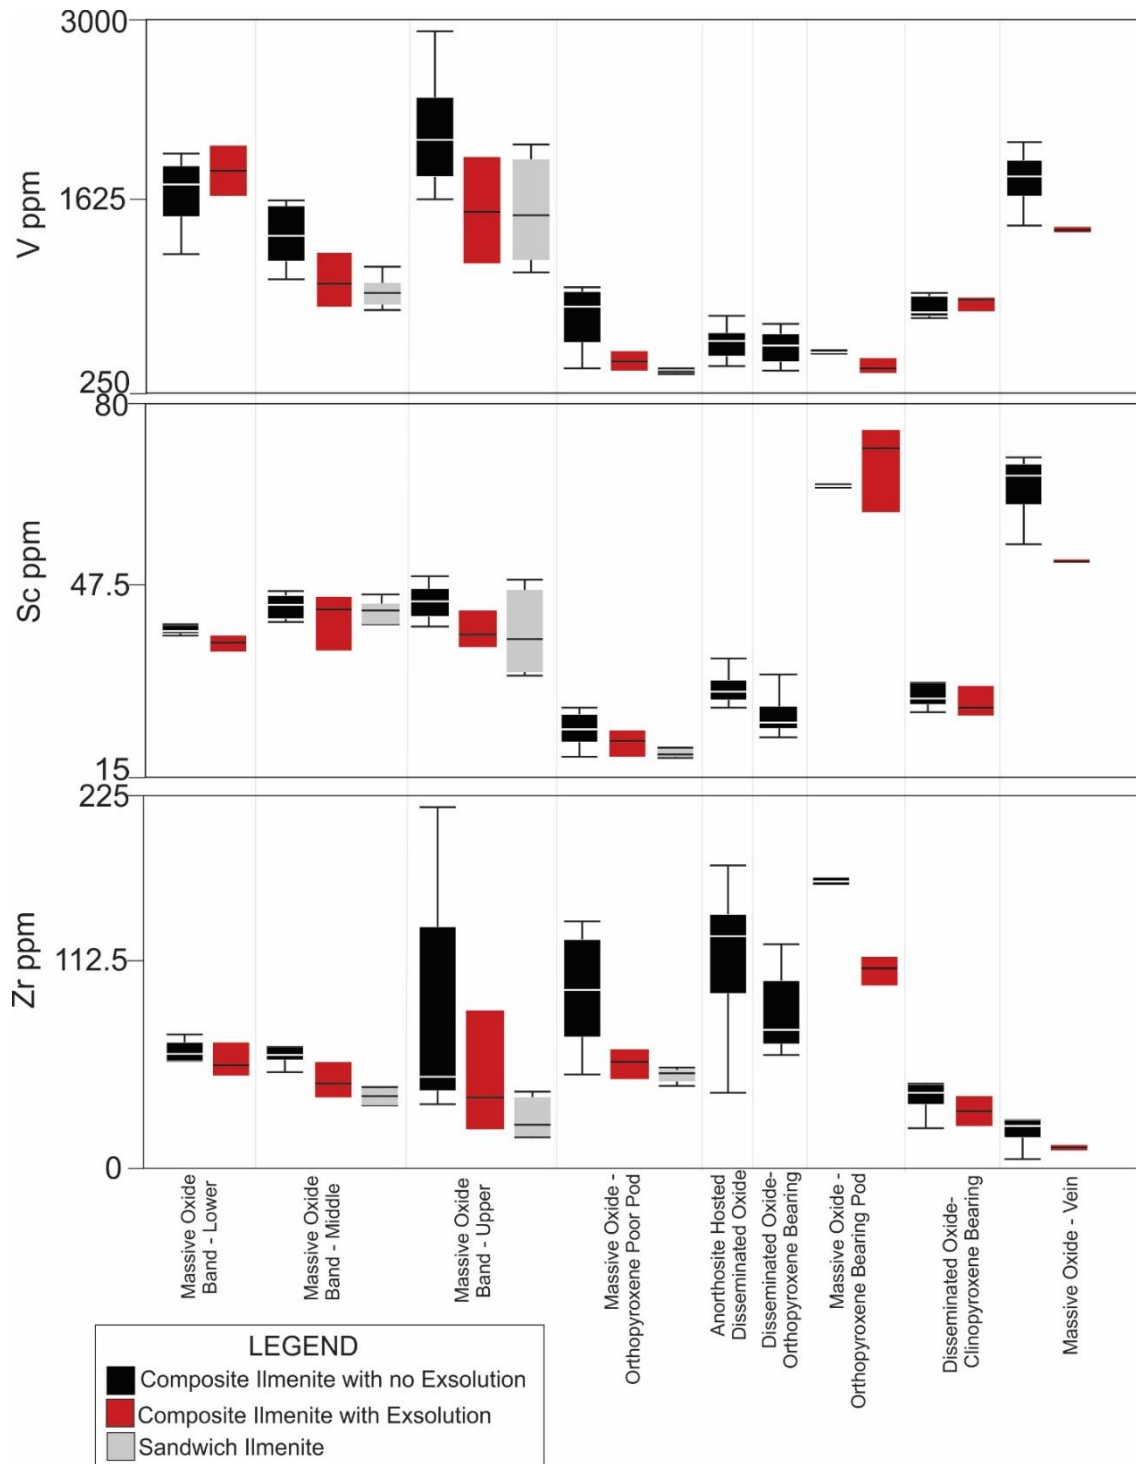 3000
V ppm
1625
250
80
Sc ppm
47.5
15
225
Zr ppm
112.5
0
Massive Oxide
Band - Lower
Massive Oxide
Band - Middle
Massive Oxide
Band - Upper
Massive Oxide -
Orthopyroxene Poor Pod
Anorthosite Hosted
Disseminated Oxide
Disseminated Oxide-
Orthopyroxene Bearing
Massive Oxide -
Orthopyroxene Bearing Pod
Disseminated Oxide-
Clinopyroxene Bearing
Massive Oxide - Vein
LEGEND
Composite Ilmenite with no Exsolution
Composite Ilmenite with Exsolution
Sandwich Ilmenite